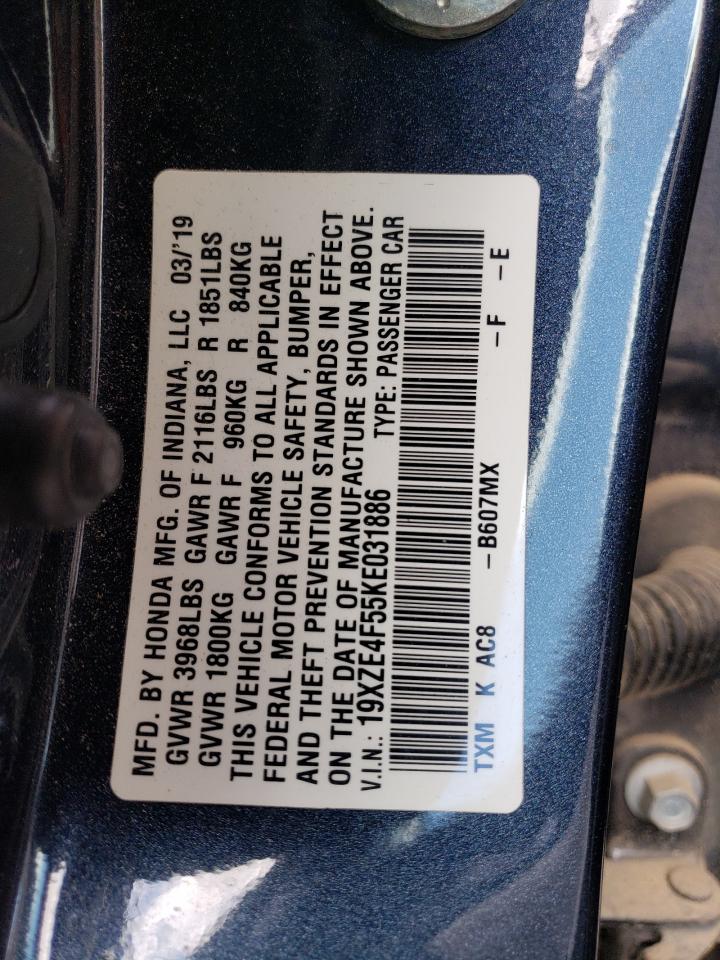 MFD. BY HONDA MFG. OF INDIANA, LLC 03/'19
GVWR 3968LBS GAWR F 2116LBS R 1851LBS
GVWR 1800KG GAWR F 960KG R 840KG
THIS VEHICLE CONFORMS TO ALL APPLICABLE
FEDERAL MOTOR VEHICLE SAFETY, BUMPER,
AND THEFT PREVENTION STANDARDS IN EFFECT
ON THE DATE OF MANUFACTURE SHOWN ABOVE.
V.I.N.: 19XZE4F55KE031886 TYPE: PASSENGER CAR
TXM K AC8 -B607MX -F -E